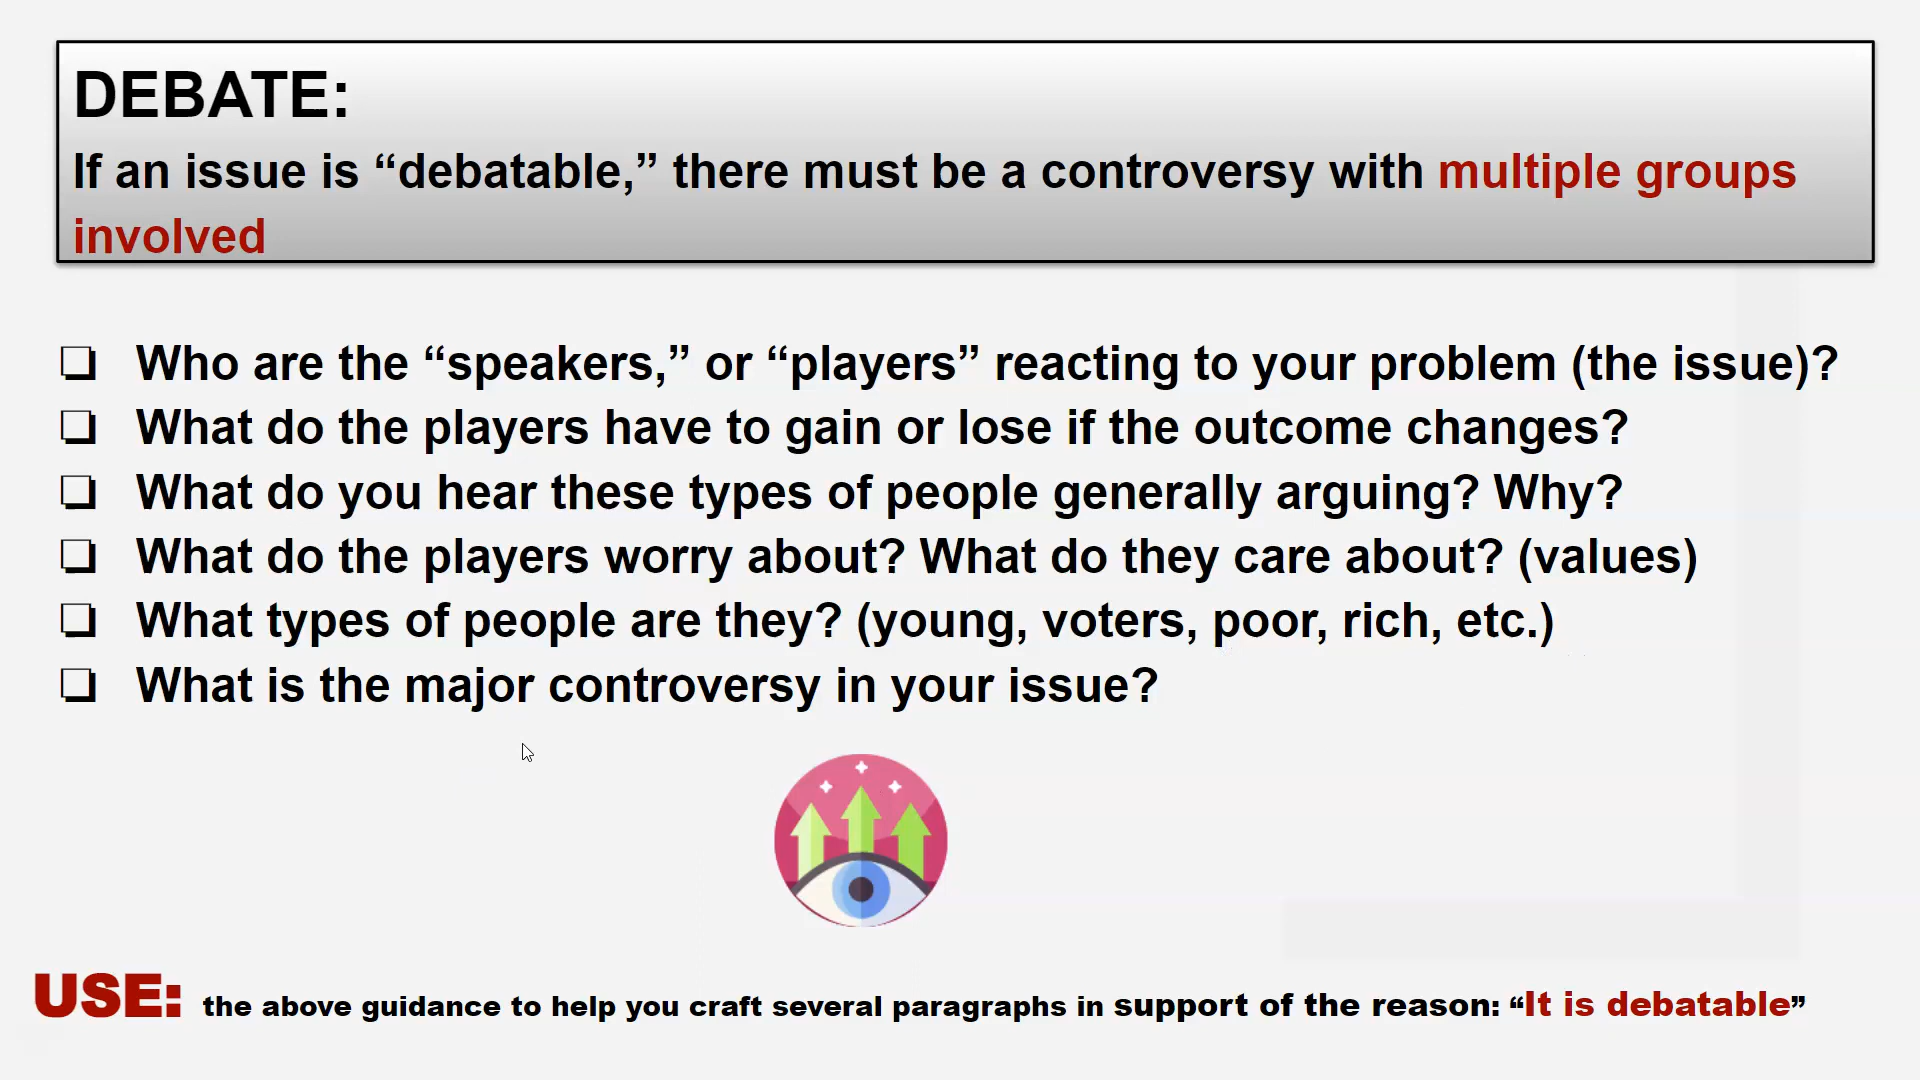 DEBATE:
If an issue is “debatable,” there must be a controversy with multiple groups
involved
❏ Who are the “speakers,” or “players” reacting to your problem (the issue)?
❏ What do the players have to gain or lose if the outcome changes?
❏ What do you hear these types of people generally arguing? Why?
❏ What do the players worry about? What do they care about? (values)
❏ What types of people are they? (young, voters, poor, rich, etc.)
❏ What is the major controversy in your issue?
USE: the above guidance to help you craft several paragraphs in support of the reason: “It is debatable”